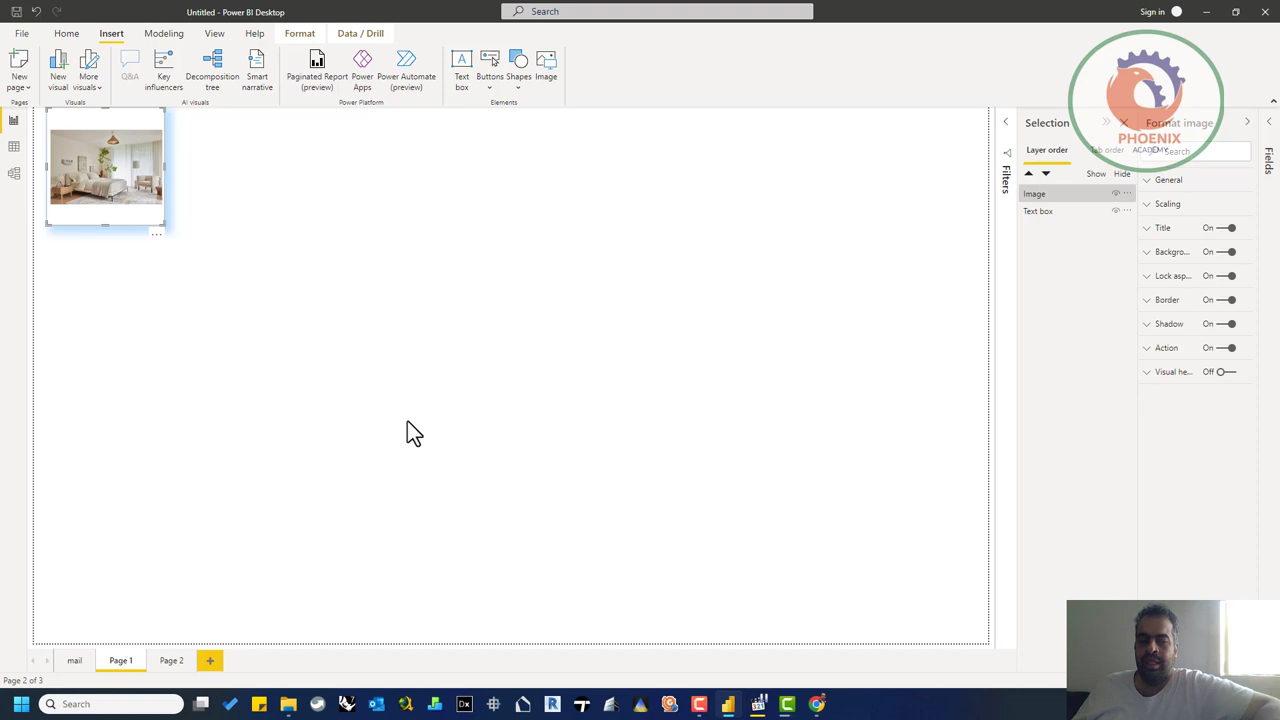 Untitled - Power BI Desktop
Search
Sign in
File
Home
Insert
Modeling
View
Help
Format
Data / Drill
New page
New visual
More visuals
Q&A
Key influencers
Decomposition tree
Smart narrative
Paginated Report (preview)
Power Apps
Power Automate (preview)
Text box
Buttons
Shapes
Image
Pages
Visuals
AI visuals
Power Platform
Elements
PHOENIX
ACADEMY
Filters
Selection
Layer order
Tab order
Show
Hide
Image
Text box
Format image
Search
General
Scaling
Title On
Backgro... On
Lock asp... On
Border On
Shadow On
Action On
Visual he... Off
Fields
...
mail
Page 1
Page 2
Page 2 of 3
Search